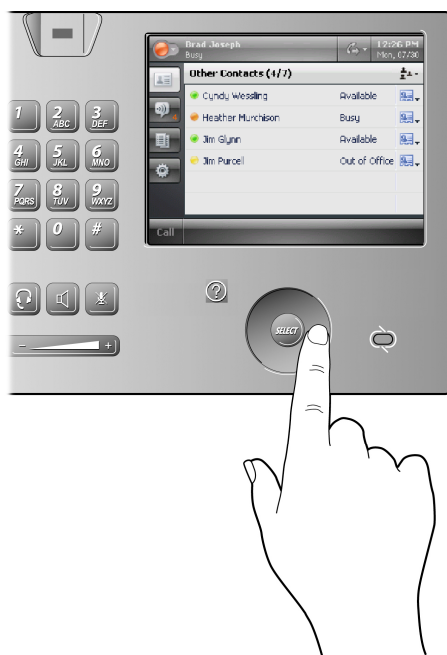 Brad Joseph
Busy
12:26 PM
Mon, 07/30
Other Contacts (4/7)
Cyndy Wessling Available
Heather Murchison Busy
Jim Glynn Available
Jim Purcell Out of Office
Call
1 2 ABC 3 DEF
4 GHI 5 JKL 6 MNO
7 PQRS 8 TUV 9 WXYZ
* 0 #
?
SELECT
- +